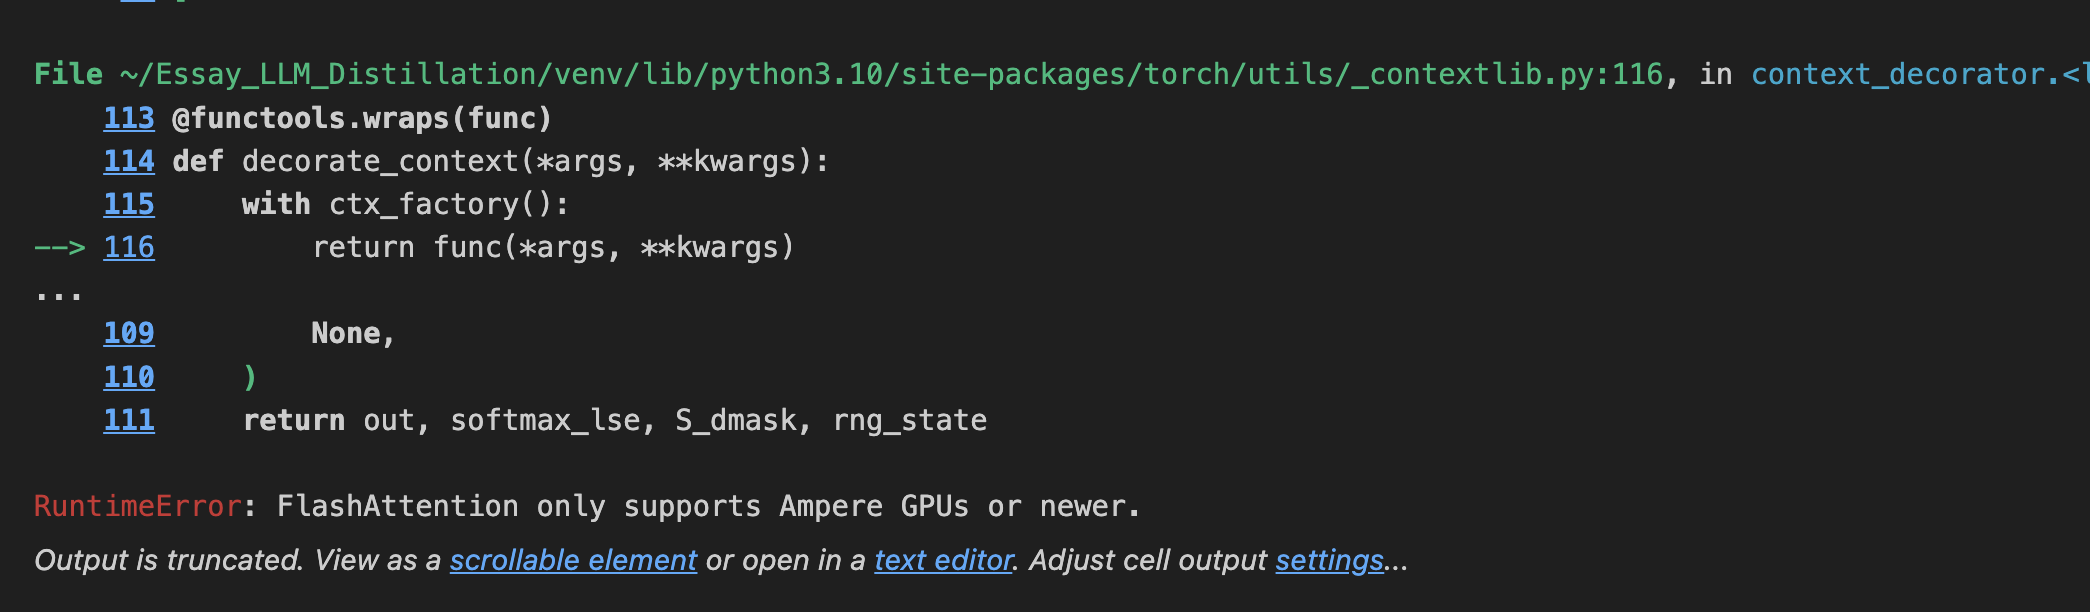 File ~/Essay_LLM_Distillation/venv/lib/python3.10/site-packages/torch/utils/_contextlib.py:116, in context_decorator.<l
    113 @functools.wraps(func)
    114 def decorate_context(*args, **kwargs):
    115     with ctx_factory():
--> 116         return func(*args, **kwargs)
...
    109         None,
    110     )
    111     return out, softmax_lse, S_dmask, rng_state
RuntimeError: FlashAttention only supports Ampere GPUs or newer.
Output is truncated. View as a scrollable element or open in a text editor. Adjust cell output settings...